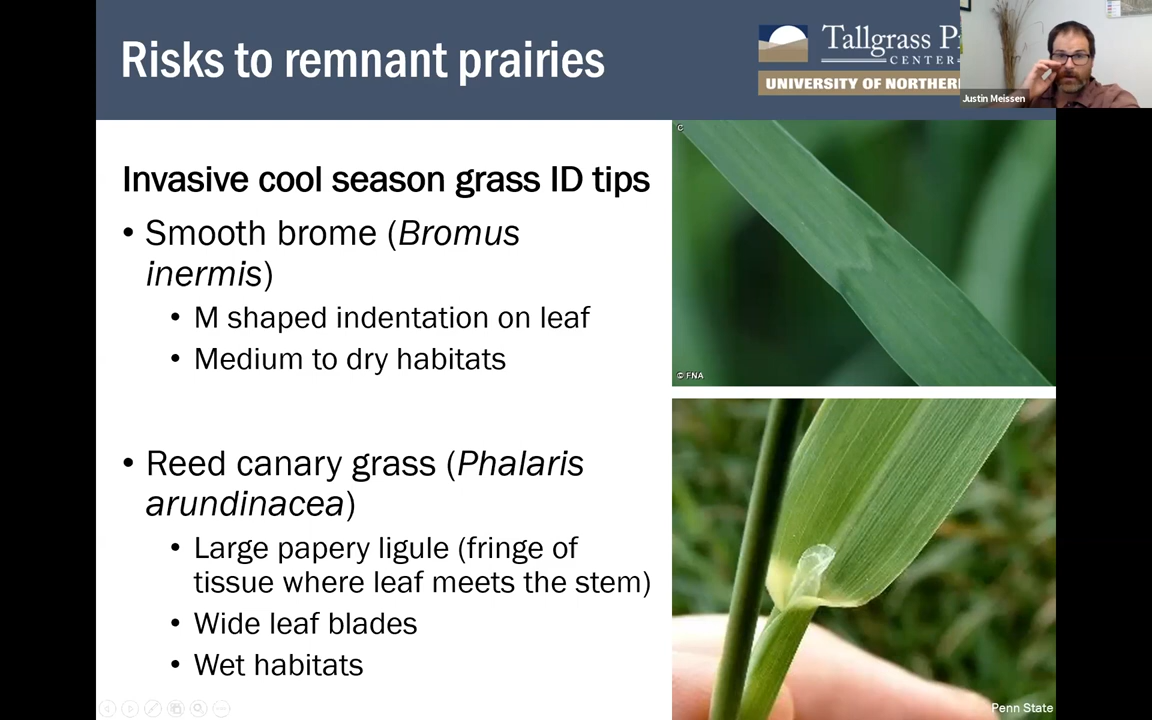 Risks to remnant prairies
Tallgrass P
CENTER
UNIVERSITY OF NORTHER
Justin Meissen
Invasive cool season grass ID tips
• Smooth brome (Bromus
inermis)
• M shaped indentation on leaf
• Medium to dry habitats
• Reed canary grass (Phalaris
arundinacea)
• Large papery ligule (fringe of
tissue where leaf meets the stem)
• Wide leaf blades
• Wet habitats
C
© FNA
Penn State